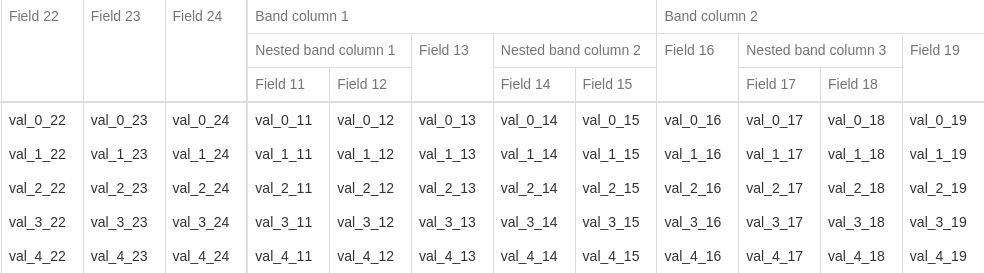 Field 22 Field 23 Field 24 Band column 1 Band column 2
Nested band column 1 Field 13 Nested band column 2 Field 16 Nested band column 3 Field 19
Field 11 Field 12 Field 14 Field 15 Field 17 Field 18
val_0_22 val_0_23 val_0_24 val_0_11 val_0_12 val_0_13 val_0_14 val_0_15 val_0_16 val_0_17 val_0_18 val_0_19
val_1_22 val_1_23 val_1_24 val_1_11 val_1_12 val_1_13 val_1_14 val_1_15 val_1_16 val_1_17 val_1_18 val_1_19
val_2_22 val_2_23 val_2_24 val_2_11 val_2_12 val_2_13 val_2_14 val_2_15 val_2_16 val_2_17 val_2_18 val_2_19
val_3_22 val_3_23 val_3_24 val_3_11 val_3_12 val_3_13 val_3_14 val_3_15 val_3_16 val_3_17 val_3_18 val_3_19
val_4_22 val_4_23 val_4_24 val_4_11 val_4_12 val_4_13 val_4_14 val_4_15 val_4_16 val_4_17 val_4_18 val_4_19